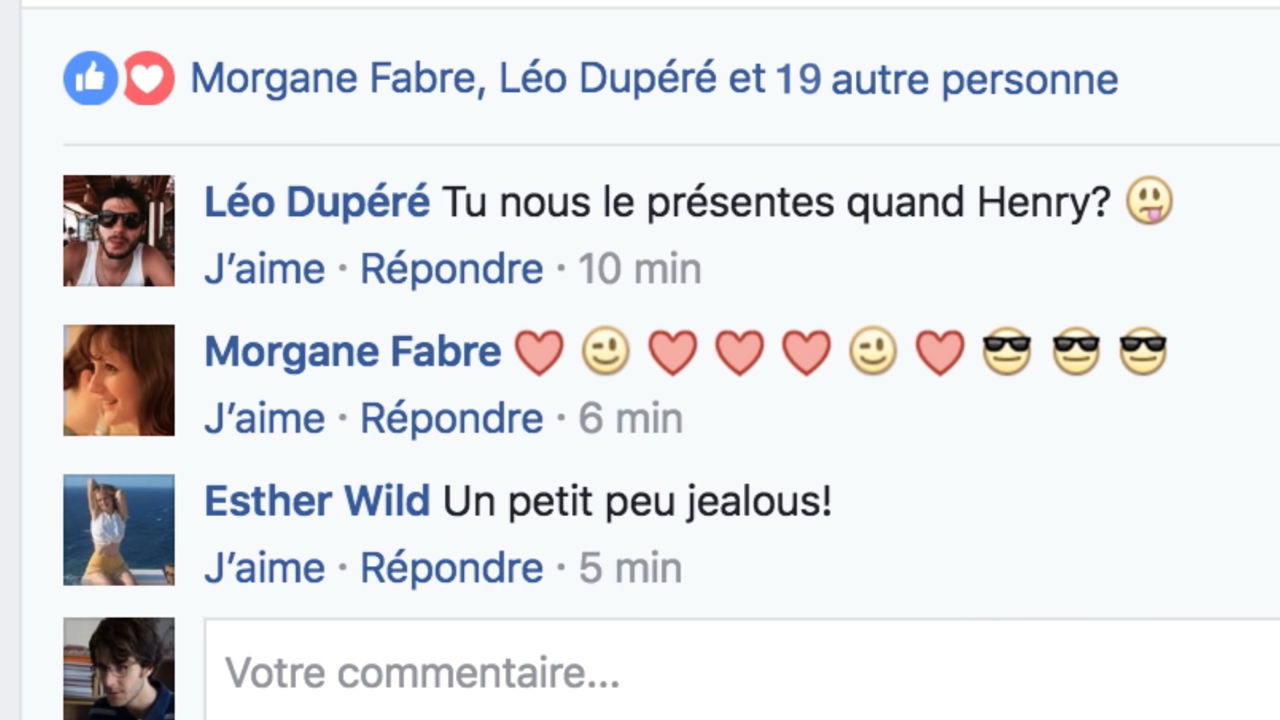 Morgane Fabre, Léo Dupéré et 19 autre personne
Léo Dupéré Tu nous le présentes quand Henry? 😛
J’aime · Répondre · 10 min
Morgane Fabre ❤️ 😉 ❤️ ❤️ ❤️ 😉 ❤️ 😎 😎 😎
J’aime · Répondre · 6 min
Esther Wild Un petit peu jealous!
J’aime · Répondre · 5 min
Votre commentaire...